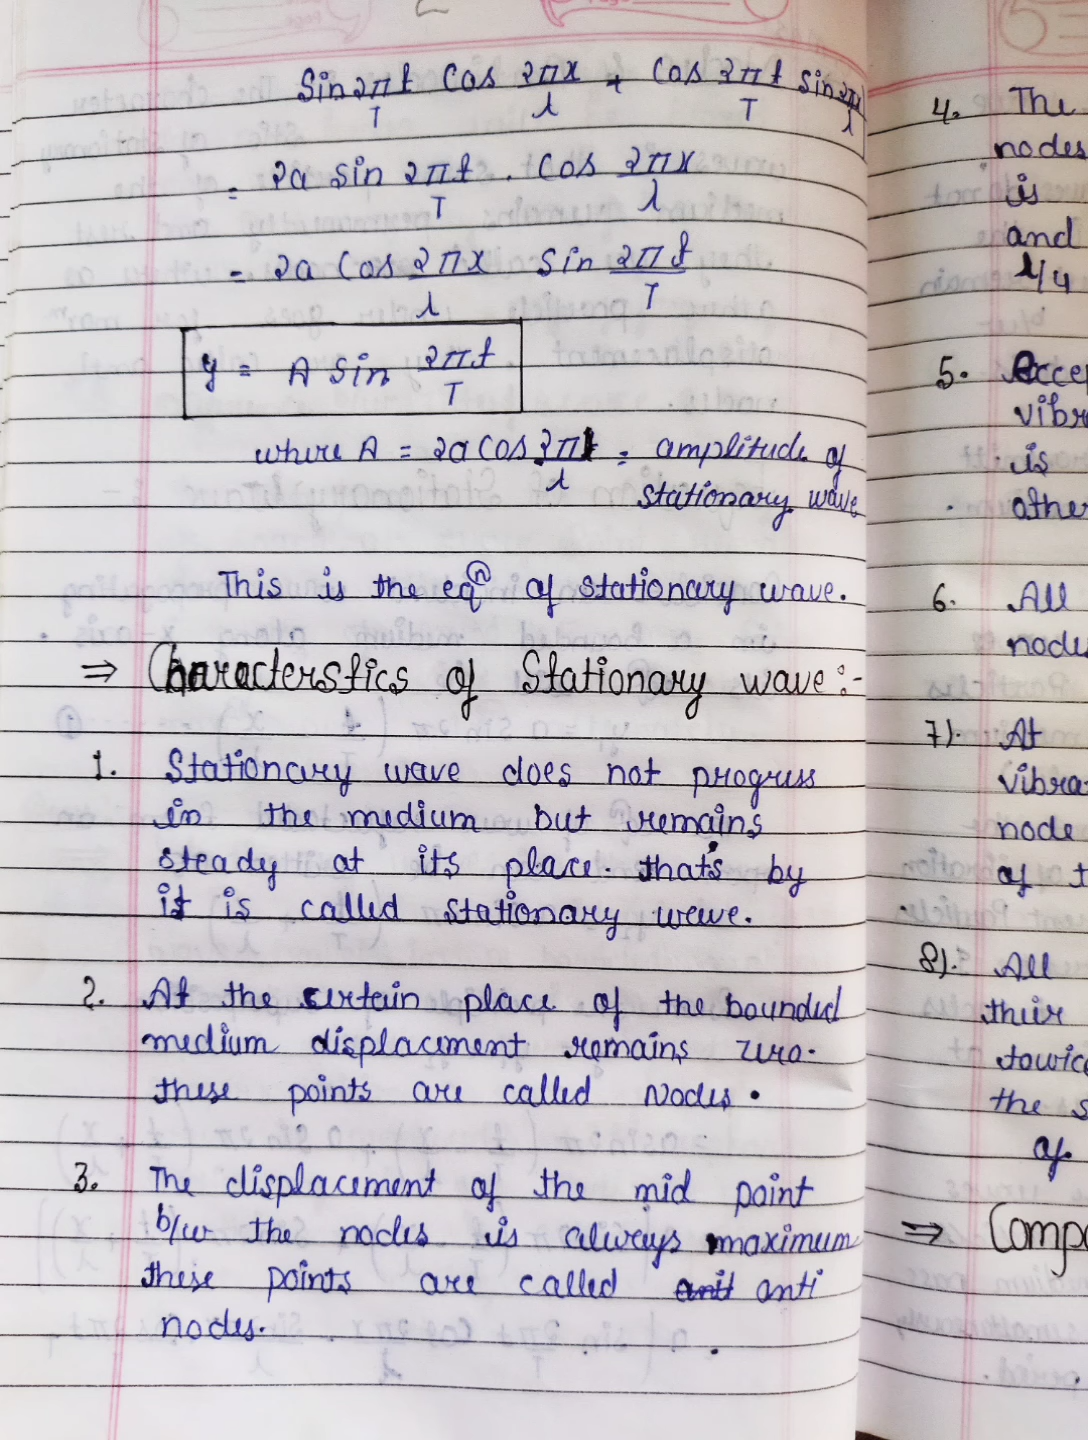 Sin 2πt/T Cos 2πx/λ + Cos 2πt/T Sin 2πx/λ
= 2a Sin 2πt/T . Cos 2πx/λ
= 2a Cos 2πx/λ Sin 2πt/T
y = A Sin 2πt/T
where A = 2a Cos 2π/λ = amplitude of
stationary wave
This is the eqⁿ of stationary wave.
⇒ Characterstics of Stationary wave :-
1. Stationary wave does not progress
in the medium but remains
steady at its place. that's by
it is called stationary wewe.
2. At the certain place of the bounded
medium displacement remains zero.
these points are called Nodes.
3. The displacement of the mid point
b/w the nodes is always maximum
these points are called anti
nodes.
4. The
nodes
is
and
λ/4
5.
vibr
is
othe
6. All
nodes
7). At
vibra
node
of t
8). All
their
towic
the s
of.
⇒ Comp